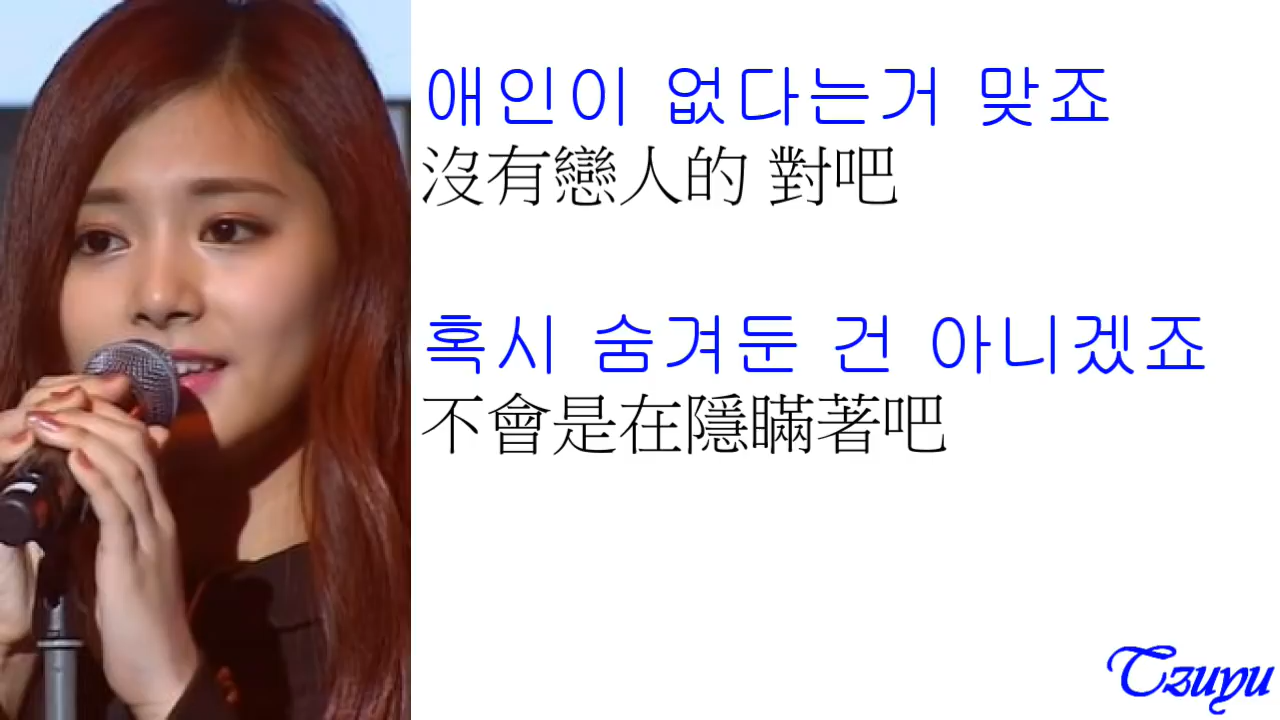 애인이 없다는거 맞죠
沒有戀人的 對吧
혹시 숨겨둔 건 아니겠죠
不會是在隱瞞著吧
Tzuyu